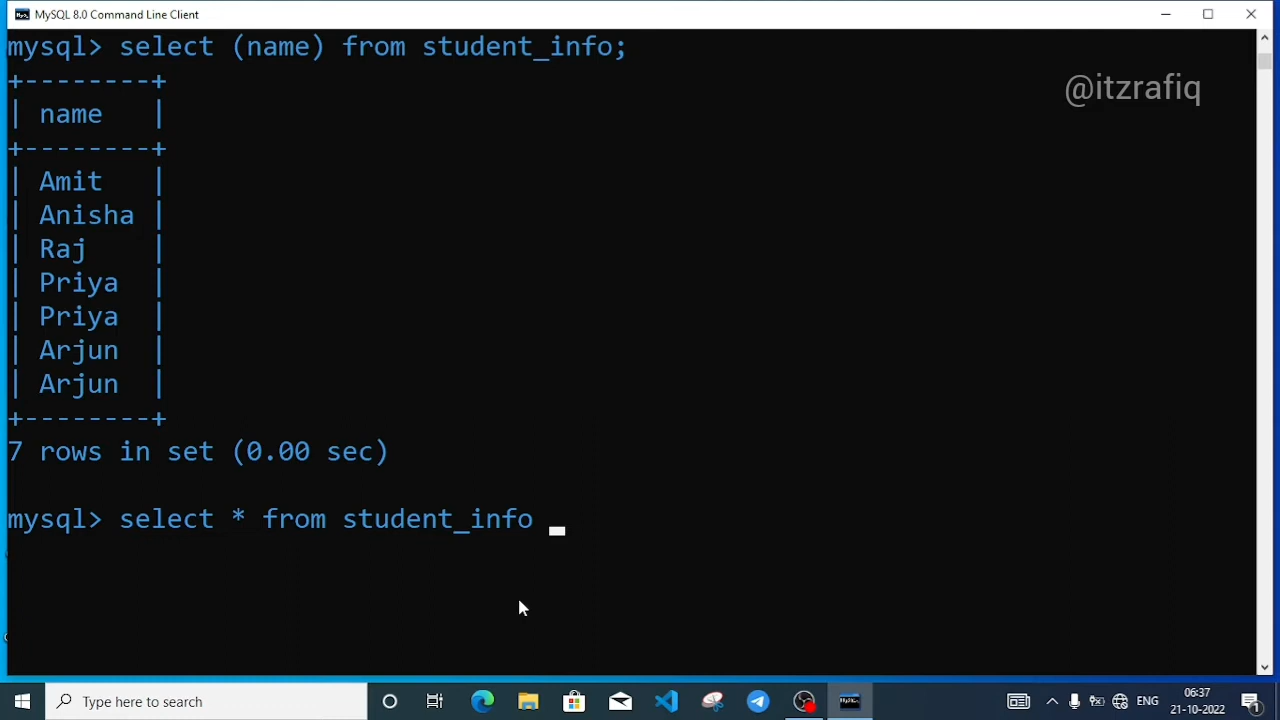 MySQL 8.0 Command Line Client
mysql> select (name) from student_info;
@itzrafiq
+--------+
| name   |
+--------+
| Amit   |
| Anisha |
| Raj    |
| Priya  |
| Priya  |
| Arjun  |
| Arjun  |
+--------+
7 rows in set (0.00 sec)
mysql> select * from student_info
Type here to search
ENG
06:37
21-10-2022
1